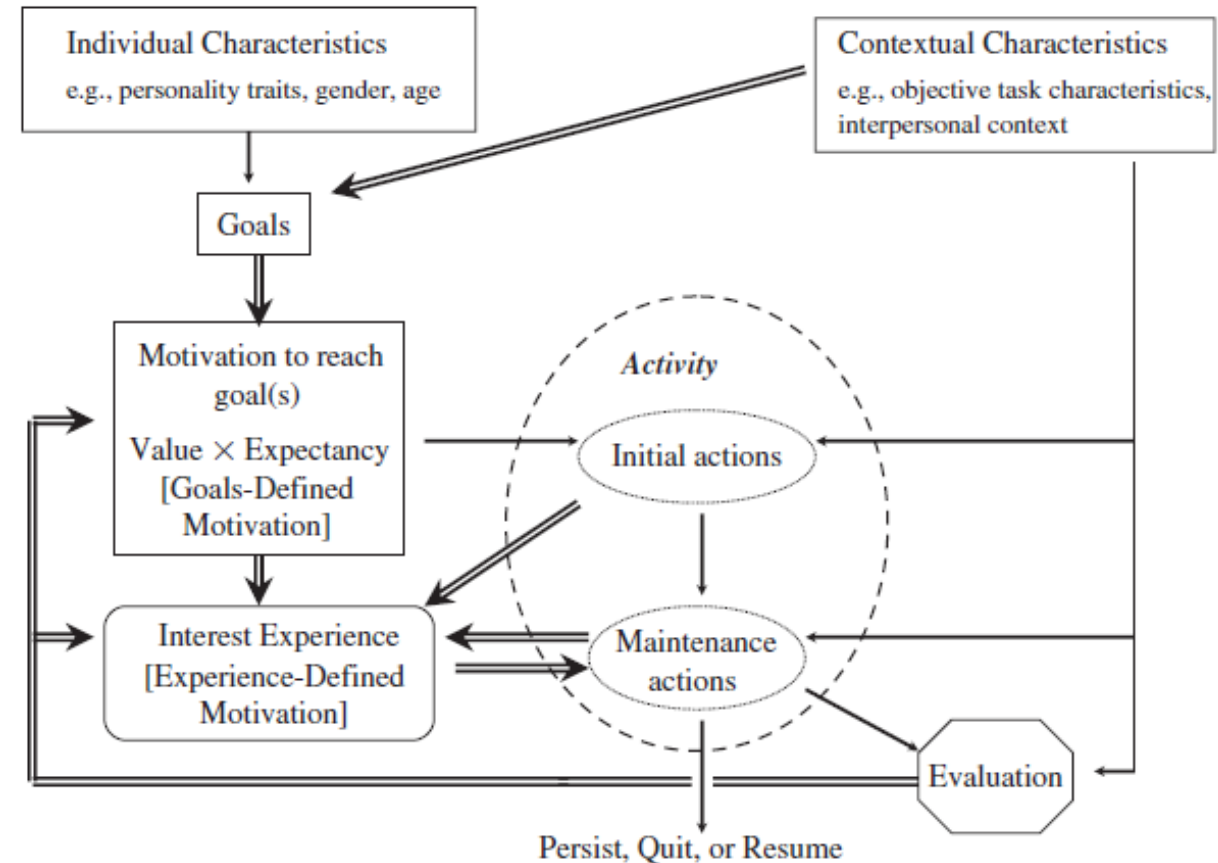 Individual Characteristics
e.g., personality traits, gender, age
Contextual Characteristics
e.g., objective task characteristics,
interpersonal context
Goals
Motivation to reach
goal(s)
Value × Expectancy
[Goals-Defined
Motivation]
Activity
Initial actions
Interest Experience
[Experience-Defined
Motivation]
Maintenance
actions
Evaluation
Persist, Quit, or Resume